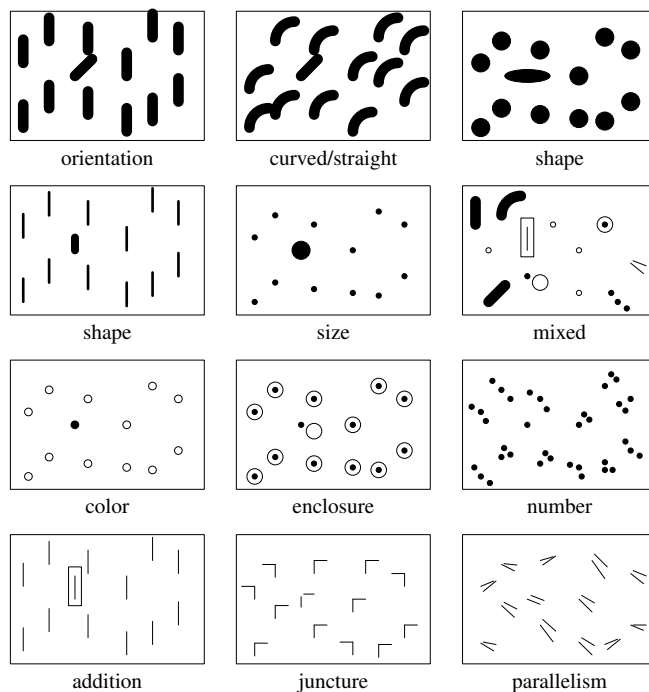 orientation curved/straight shape
shape size mixed
color enclosure number
addition juncture parallelism